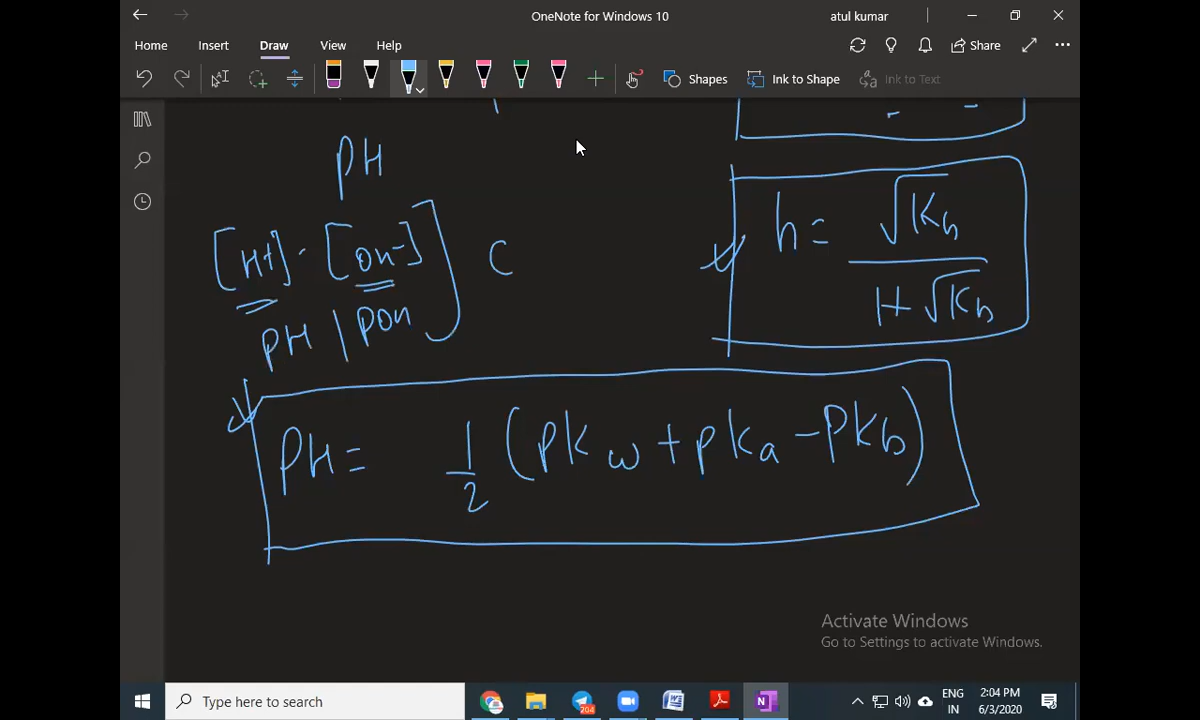 OneNote for Windows 10
atul kumar
Home Insert Draw View Help
Share
Shapes
Ink to Shape
Ink to Text
PH
[H+] · [OH-] C
PH | POH
h = √Kh / 1+√Kh
PH = 1/2 (pKw + pKa - PKb)
Activate Windows
Go to Settings to activate Windows.
Type here to search
204
ENG
IN
2:04 PM
6/3/2020